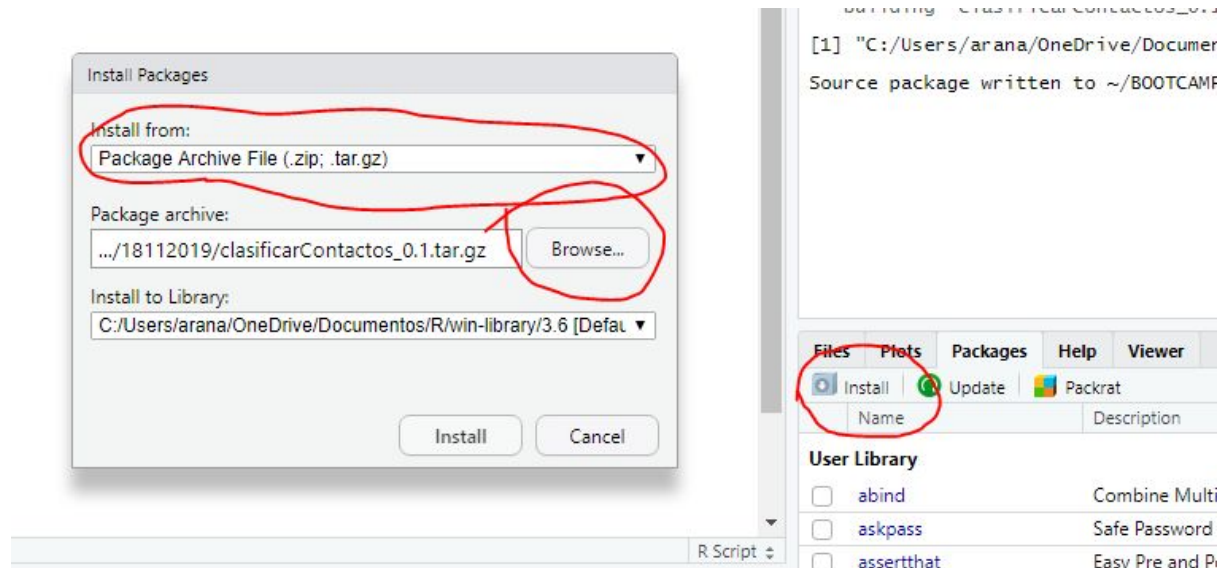 Install Packages
Install from:
Package Archive File (.zip; .tar.gz)
Package archive:
.../18112019/clasificarContactos_0.1.tar.gz
Browse...
Install to Library:
C:/Users/arana/OneDrive/Documentos/R/win-library/3.6 [Defau
Install
Cancel
R Script
[1] "C:/Users/arana/OneDrive/Documen
Source package written to ~/BOOTCAMP
Files Plots Packages Help Viewer
Install Update Packrat
Name Description
User Library
abind Combine Multi
askpass Safe Password
assertthat Easy Pre and Po